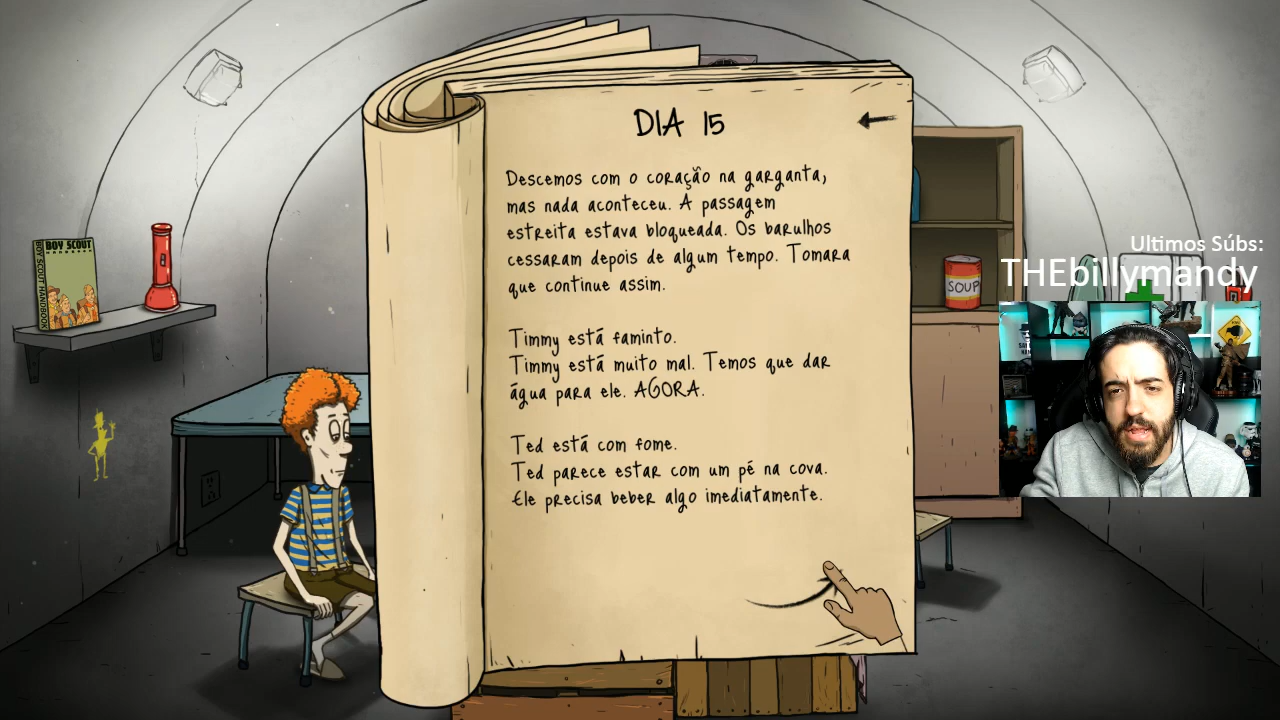 DIA 15
Descemos com o coração na garganta,
mas nada aconteceu. A passagem
estreita estava bloqueada. Os barulhos
cessaram depois de algum tempo. Tomara
que continue assim.
Timmy está faminto.
Timmy está muito mal. Temos que dar
água para ele. AGORA.
Ted está com fome.
Ted parece estar com um pé na cova.
Ele precisa beber algo imediatamente.
BOY SCOUT
BOY SCOUT HANDBOOK
SOUP
Ultimos Súbs:
THEbillymandy